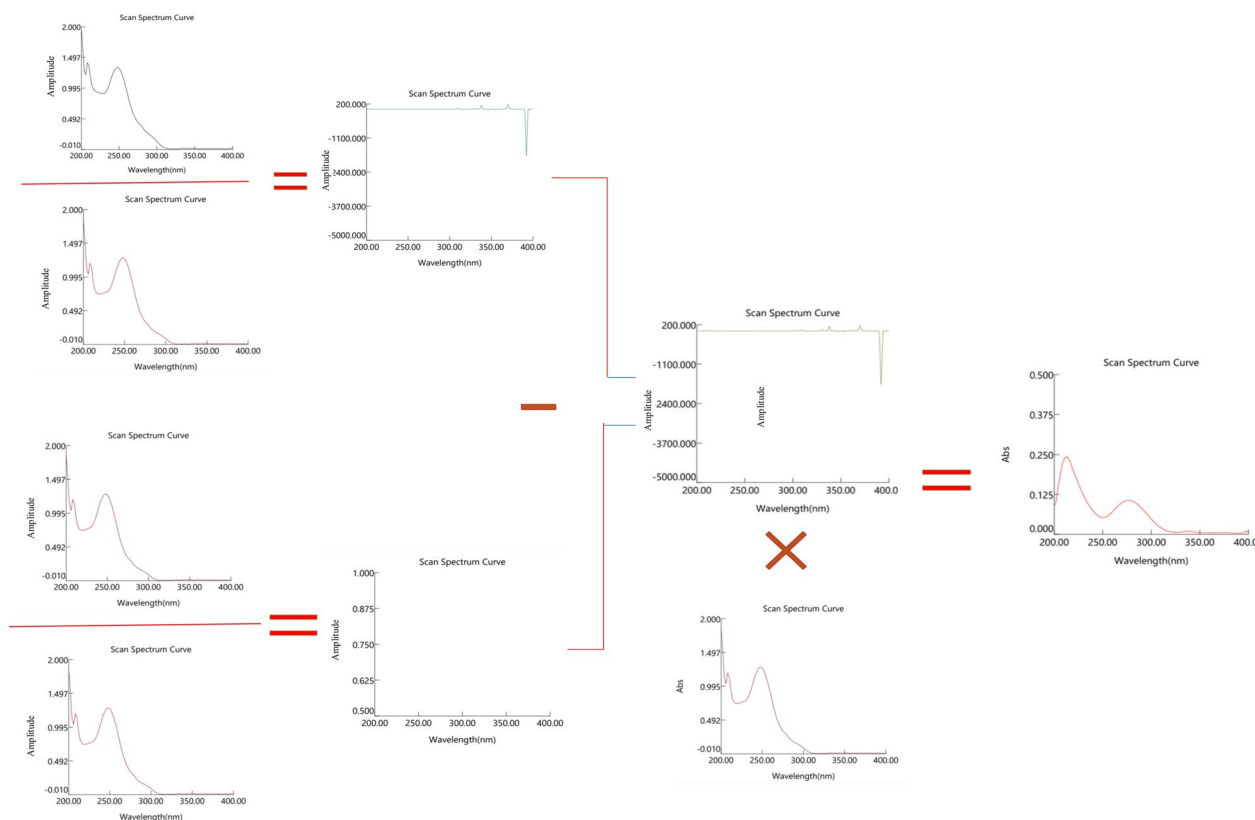 Scan Spectrum Curve
2.000
1.497
0.995
0.492
-0.010
Amplitude
200.00 250.00 300.00 350.00 400.00
Wavelength(nm)
Scan Spectrum Curve
2.000
1.497
0.995
0.492
-0.010
Amplitude
200.00 250.00 300.00 350.00 400.00
Wavelength(nm)
Scan Spectrum Curve
200.000
-1100.000
-2400.000
-3700.000
-5000.000
Amplitude
200.00 250.00 300.00 350.00 400.00
Wavelength(nm)
Scan Spectrum Curve
2.000
1.497
0.995
0.492
-0.010
Amplitude
200.00 250.00 300.00 350.00 400.00
Wavelength(nm)
Scan Spectrum Curve
2.000
1.497
0.995
0.492
-0.010
Amplitude
200.00 250.00 300.00 350.00 400.00
Wavelength(nm)
Scan Spectrum Curve
1.000
0.875
0.750
0.625
0.500
Amplitude
200.00 250.00 300.00 350.00 400.00
Wavelength(nm)
Scan Spectrum Curve
200.000
-1100.000
-2400.000
-3700.000
-5000.000
Amplitude
Amplitude
200.00 250.00 300.00 350.00 400.0
Wavelength(nm)
Scan Spectrum Curve
2.000
1.497
0.995
0.492
-0.010
Abs
200.00 250.00 300.00 350.00 400.00
Wavelength(nm)
Scan Spectrum Curve
0.500
0.375
0.250
0.125
0.000
Abs
200.00 250.00 300.00 350.00 400.0
Wavelength(nm)